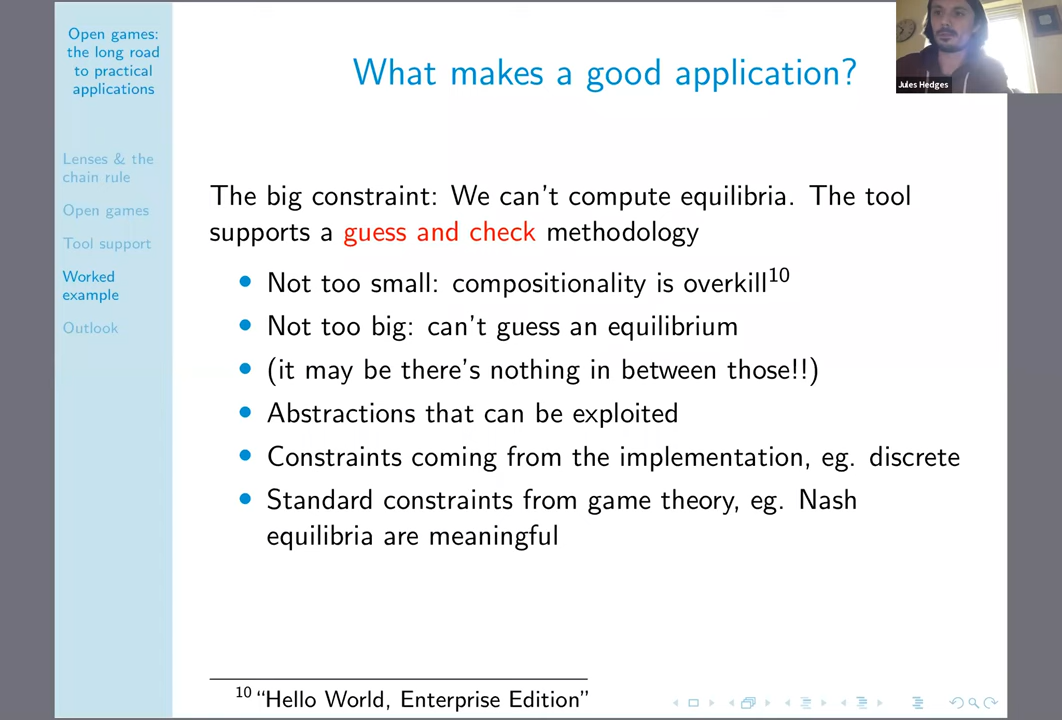 Open games:
the long road
to practical
applications
Lenses & the
chain rule
Open games
Tool support
Worked
example
Outlook
What makes a good application?
Jules Hedges
The big constraint: We can't compute equilibria. The tool
supports a guess and check methodology
• Not too small: compositionality is overkill10
• Not too big: can't guess an equilibrium
• (it may be there's nothing in between those!!)
• Abstractions that can be exploited
• Constraints coming from the implementation, eg. discrete
• Standard constraints from game theory, eg. Nash
equilibria are meaningful
10 "Hello World, Enterprise Edition"